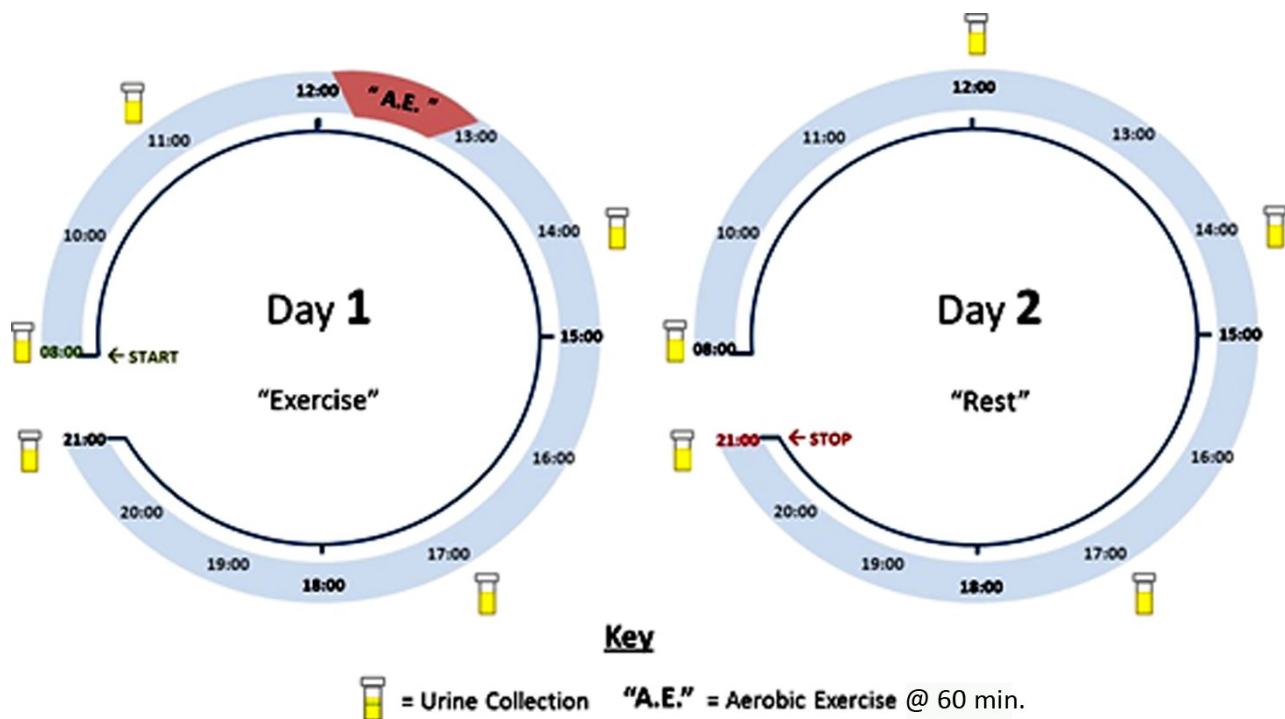 12:00
"A.E."
11:00
13:00
10:00
14:00
Day 1
08:00
← START
15:00
"Exercise"
21:00
16:00
20:00
19:00
17:00
18:00
12:00
11:00
13:00
10:00
14:00
Day 2
08:00
15:00
"Rest"
21:00
← STOP
16:00
20:00
19:00
17:00
18:00
Key
= Urine Collection "A.E." = Aerobic Exercise @ 60 min.